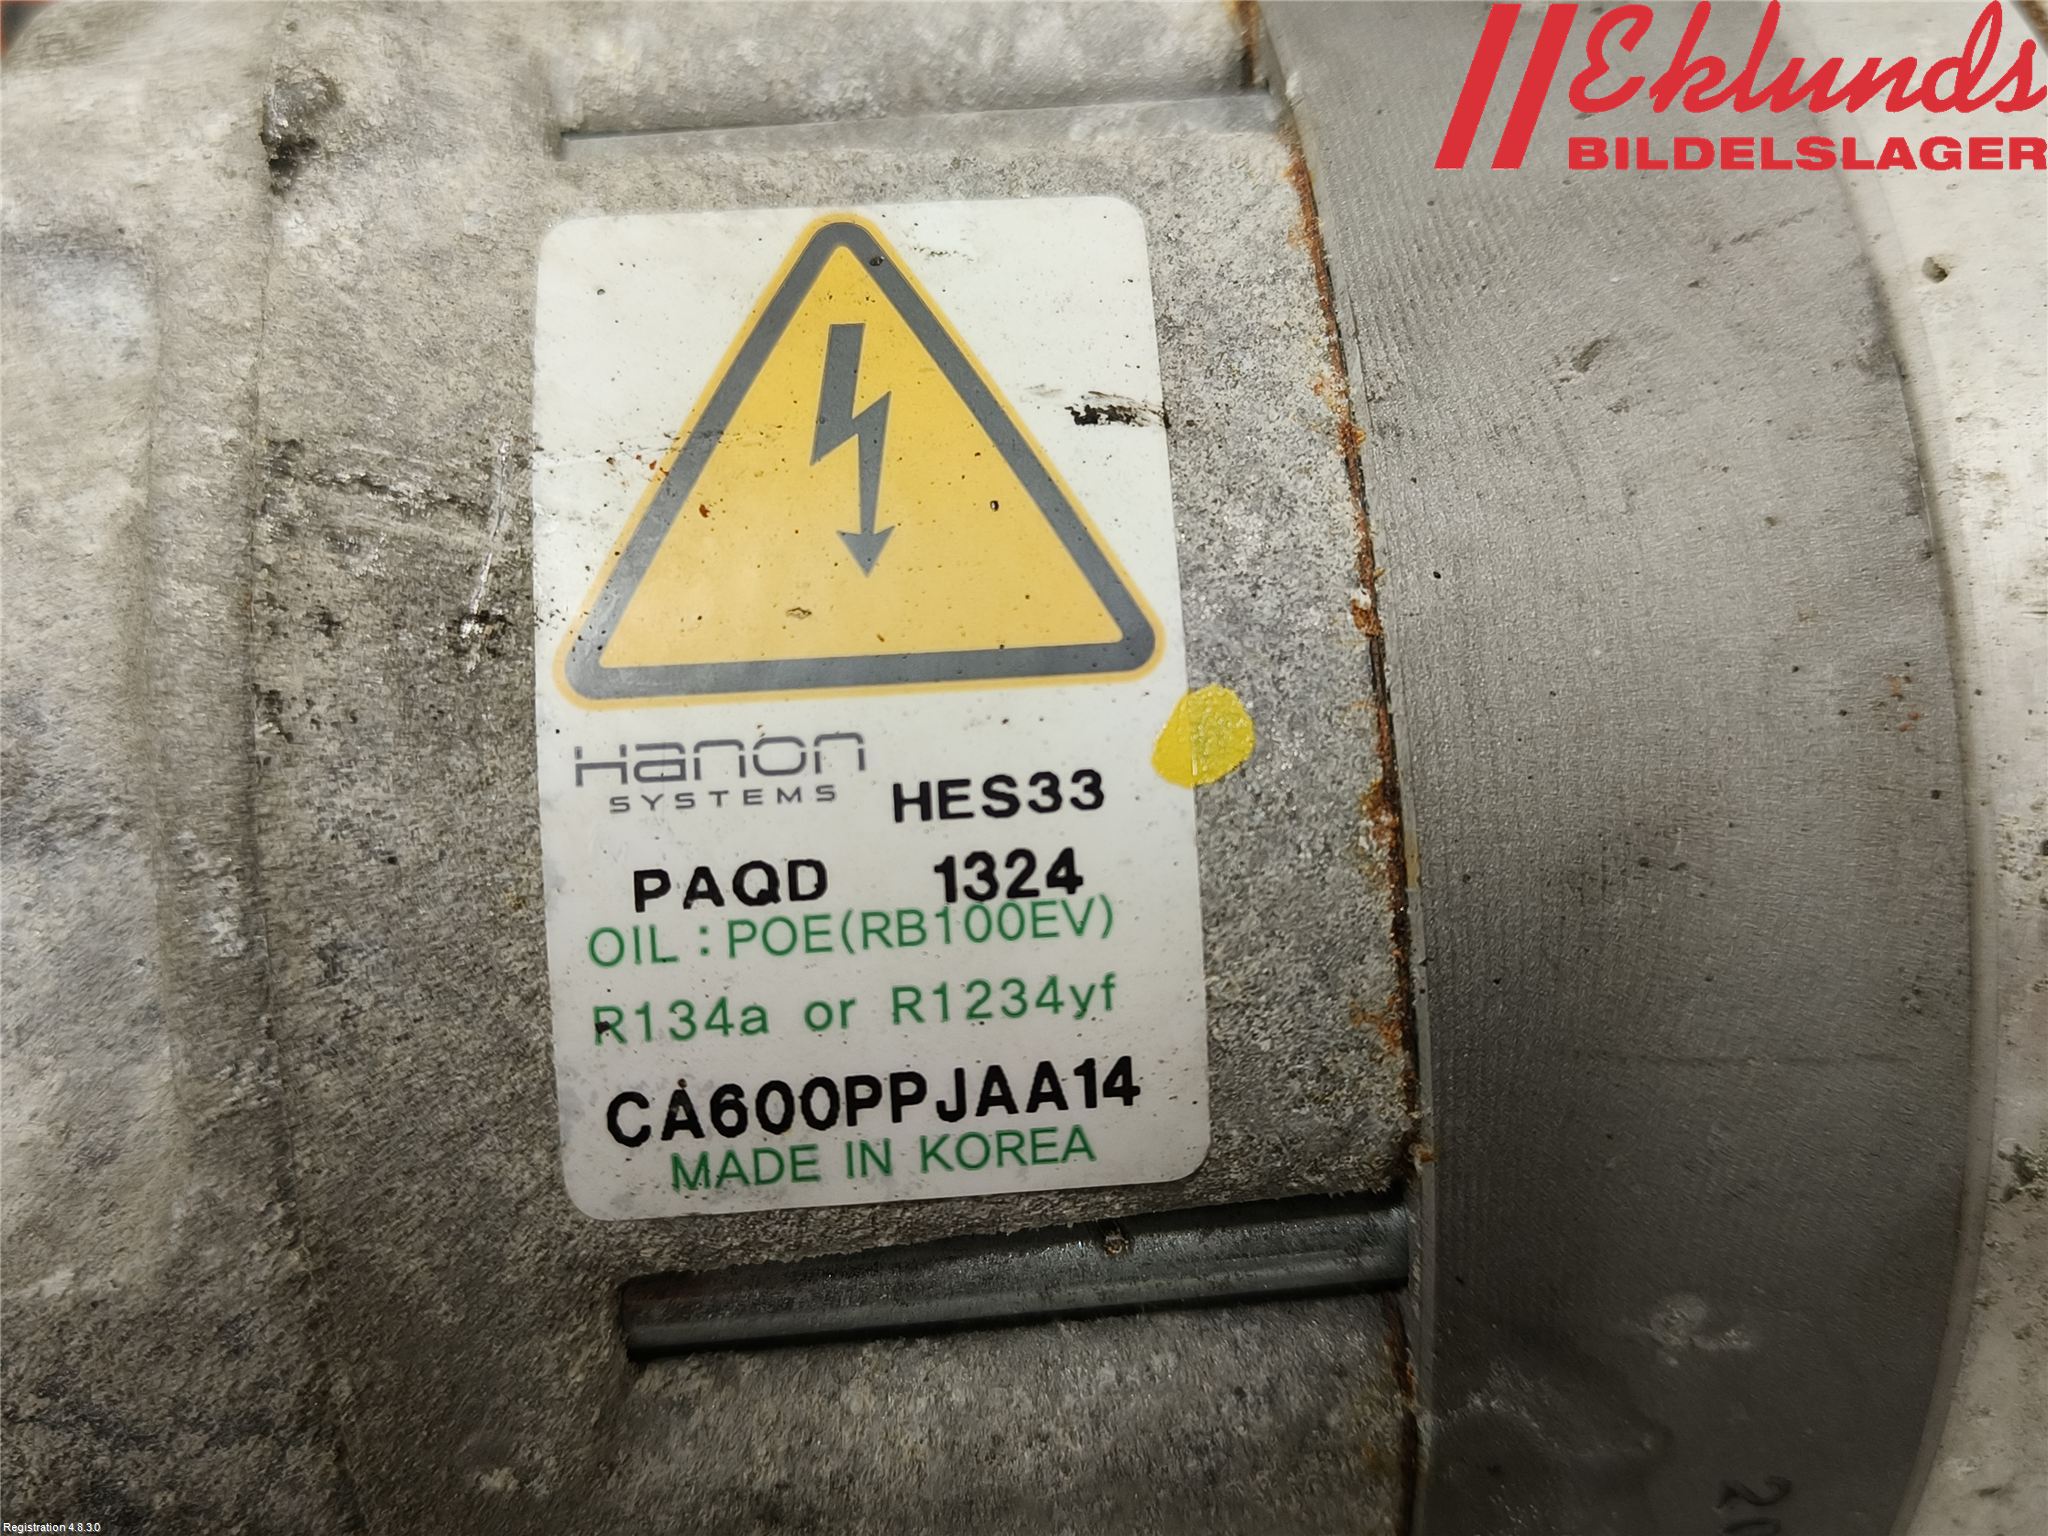 Eklunds
BILDELSLAGER
Hanon
SYSTEMS
HES33
PAQD 1324
OIL : POE(RB100EV)
R134a or R1234yf
CA600PPJAA14
MADE IN KOREA
20
Registration 4.8.3.0